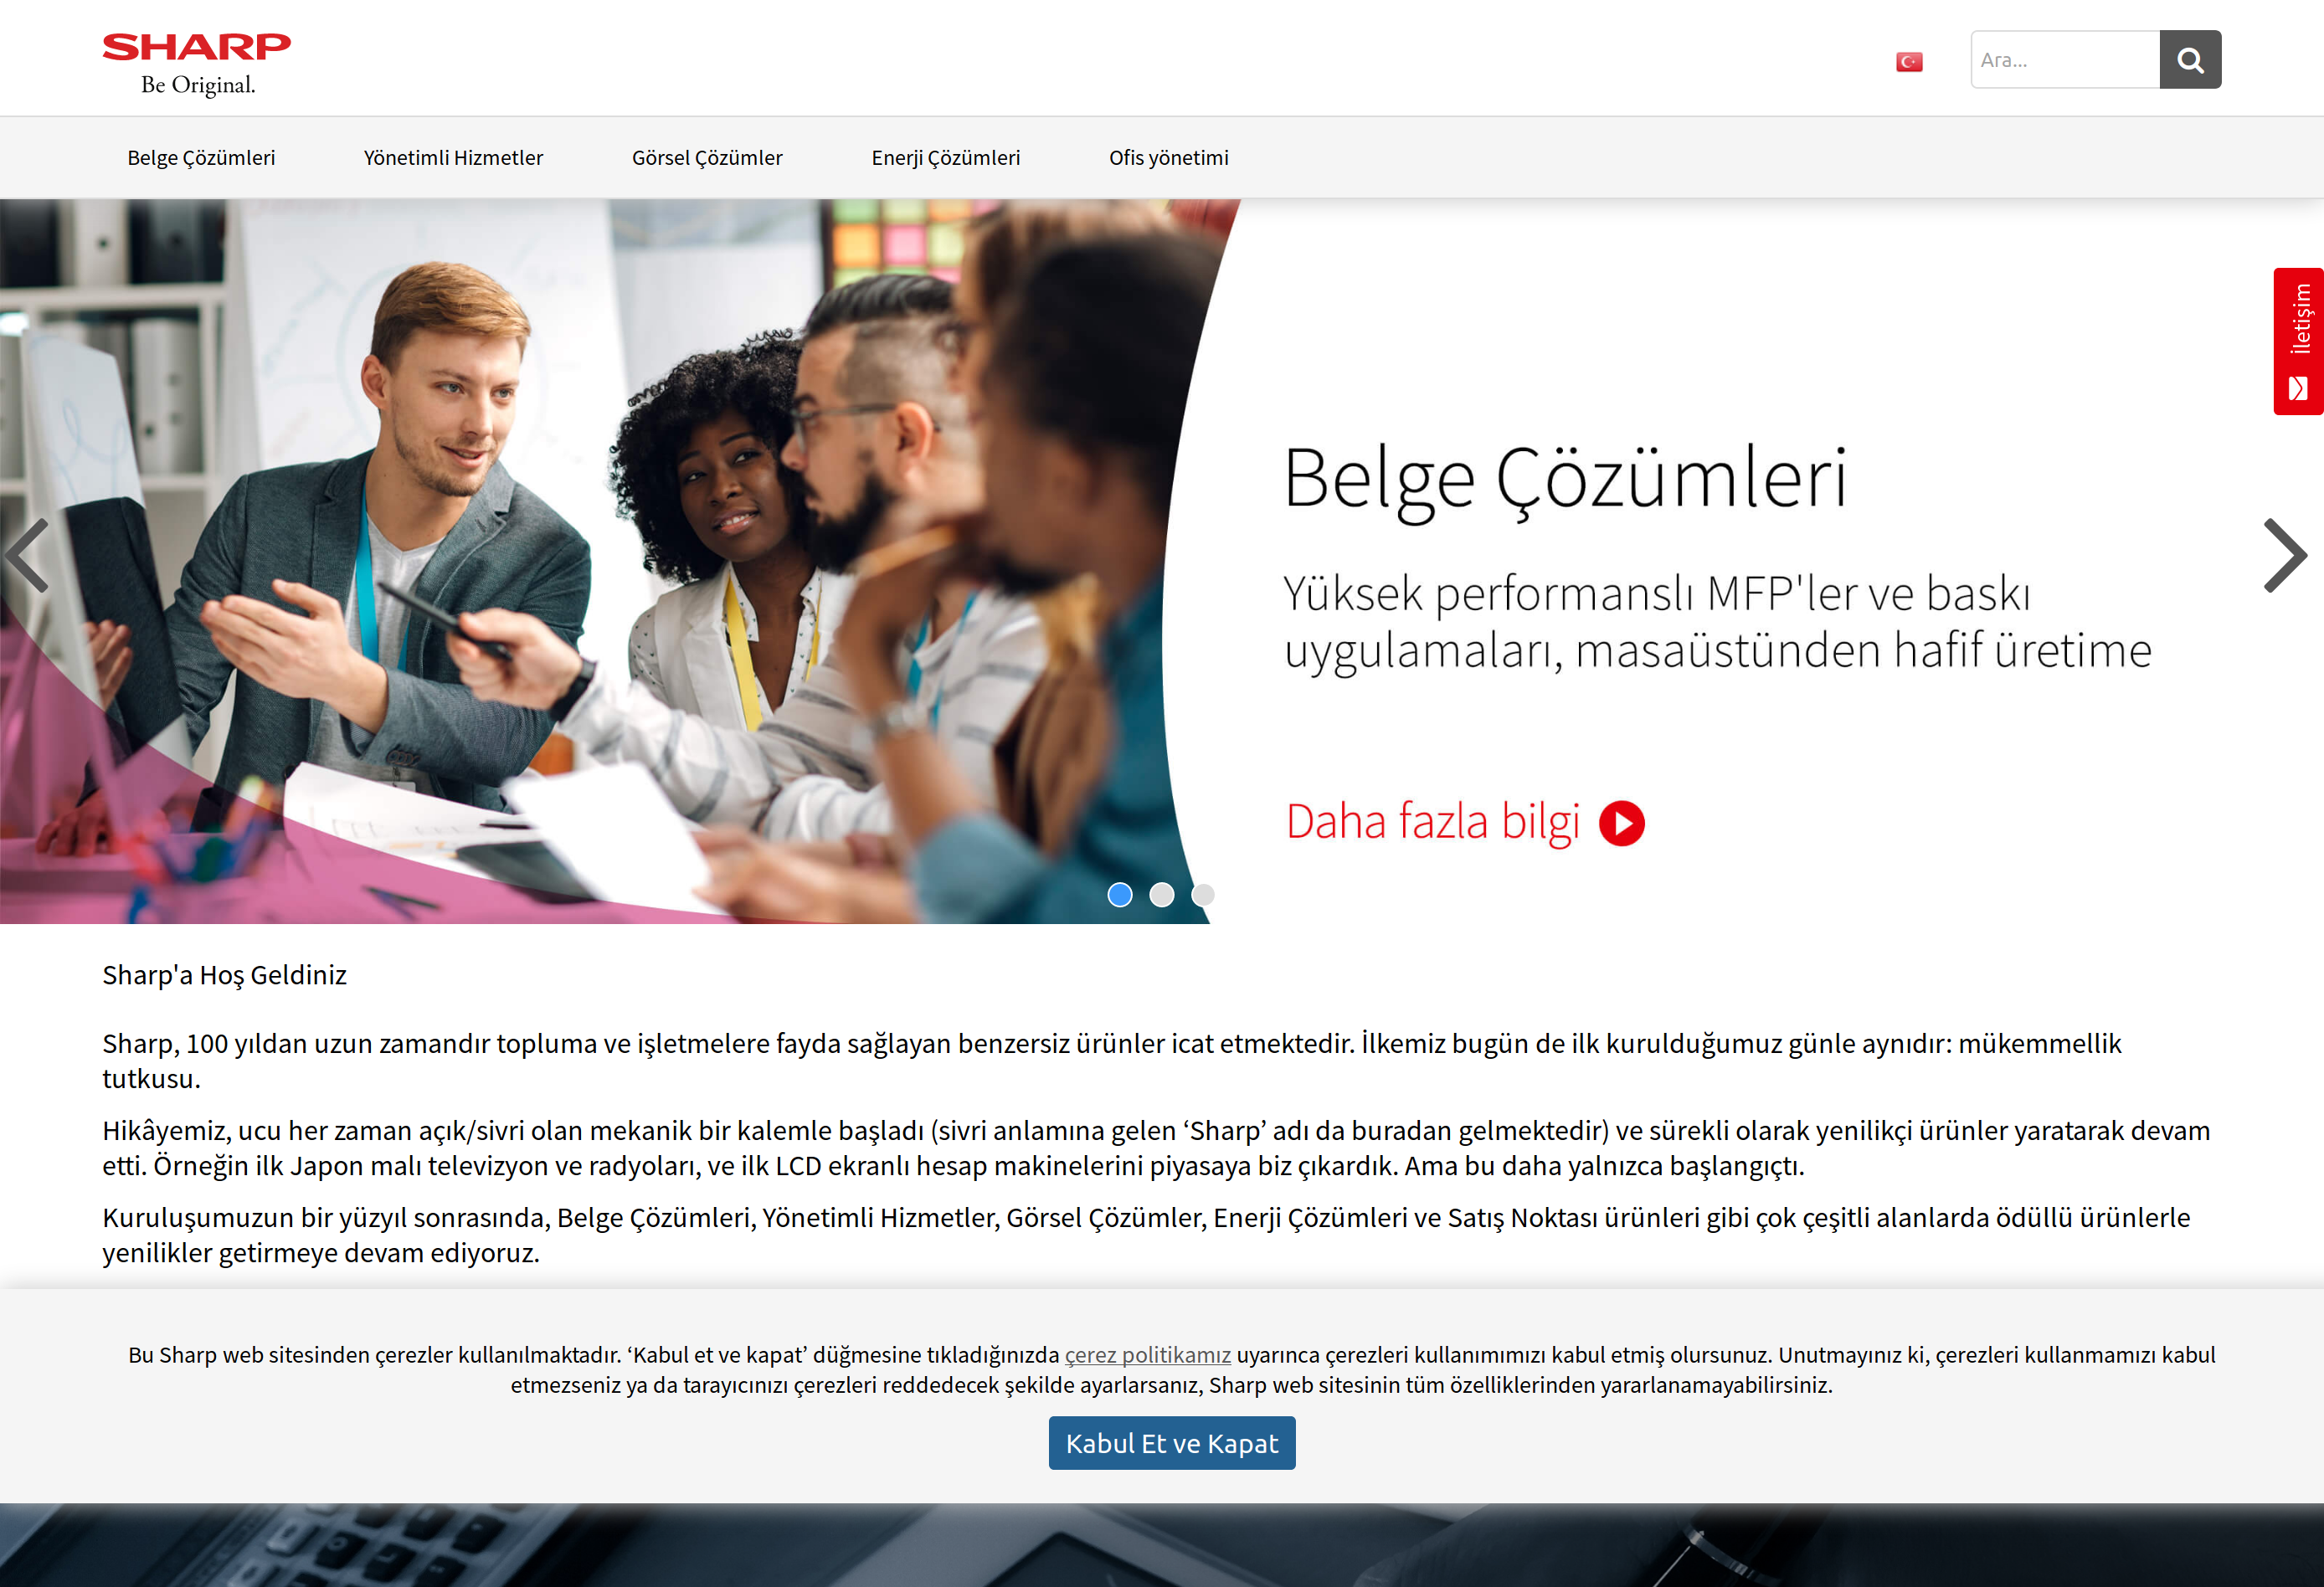 SHARP
Be Original.
Ara...
Belge Çözümleri
Yönetimli Hizmetler
Görsel Çözümler
Enerji Çözümleri
Ofis yönetimi
İletişim
Belge Çözümleri
Yüksek performanslı MFP'ler ve baskı
uygulamaları, masaüstünden hafif üretime
Daha fazla bilgi
Sharp'a Hoş Geldiniz
Sharp, 100 yıldan uzun zamandır topluma ve işletmelere fayda sağlayan benzersiz ürünler icat etmektedir. İlkemiz bugün de ilk kurulduğumuz günle aynıdır: mükemmellik
tutkusu.
Hikâyemiz, ucu her zaman açık/sivri olan mekanik bir kalemle başladı (sivri anlamına gelen ‘Sharp’ adı da buradan gelmektedir) ve sürekli olarak yenilikçi ürünler yaratarak devam
etti. Örneğin ilk Japon malı televizyon ve radyoları, ve ilk LCD ekranlı hesap makinelerini piyasaya biz çıkardık. Ama bu daha yalnızca başlangıçtı.
Kuruluşumuzun bir yüzyıl sonrasında, Belge Çözümleri, Yönetimli Hizmetler, Görsel Çözümler, Enerji Çözümleri ve Satış Noktası ürünleri gibi çok çeşitli alanlarda ödüllü ürünlerle
yenilikler getirmeye devam ediyoruz.
Bu Sharp web sitesinden çerezler kullanılmaktadır. ‘Kabul et ve kapat’ düğmesine tıkladığınızda çerez politikamız uyarınca çerezleri kullanımımızı kabul etmiş olursunuz. Unutmayınız ki, çerezleri kullanmamızı kabul
etmezseniz ya da tarayıcınızı çerezleri reddedecek şekilde ayarlarsanız, Sharp web sitesinin tüm özelliklerinden yararlanamayabilirsiniz.
Kabul Et ve Kapat